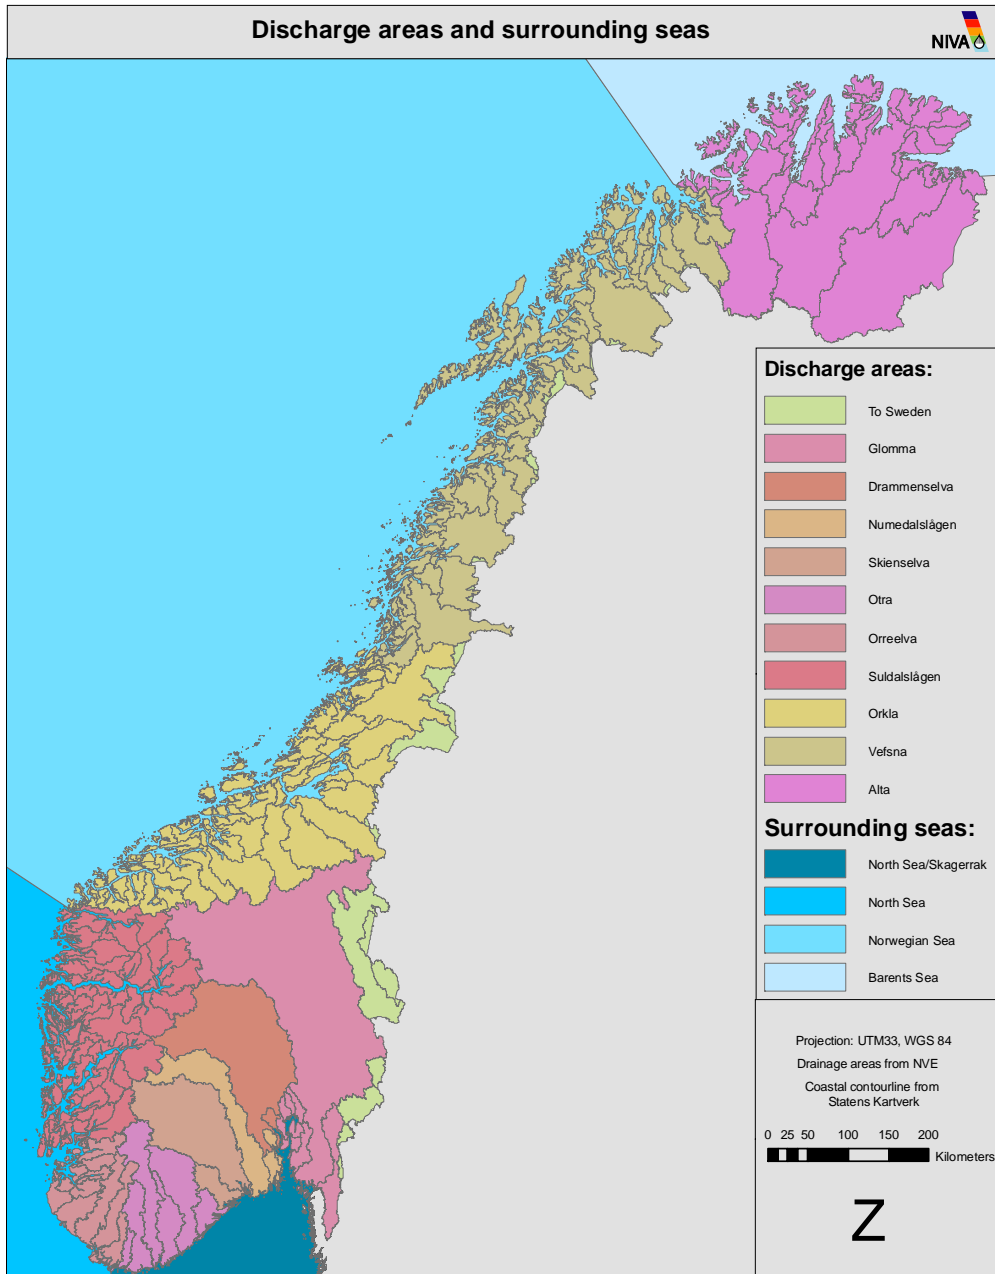 Discharge areas and surrounding seas
NIVA
Discharge areas:
To Sweden
Glomma
Drammenselva
Numedalslågen
Skienselva
Otra
Orreelva
Suldalslågen
Orkla
Vefsna
Alta
Surrounding seas:
North Sea/Skagerrak
North Sea
Norwegian Sea
Barents Sea
Projection: UTM33, WGS 84
Drainage areas from NVE
Coastal contourline from
Statens Kartverk
0 25 50 100 150 200
Kilometers
Z